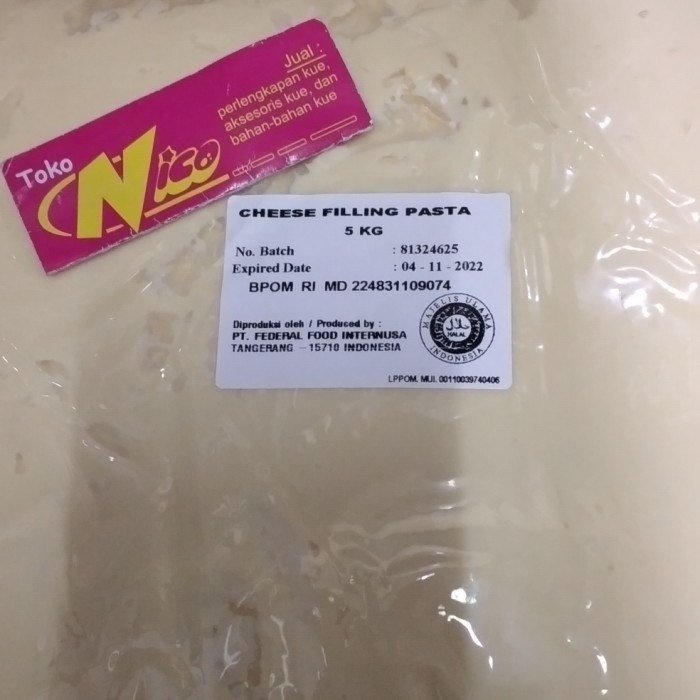 Toko
Nico
Jual :
perlengkapan kue,
aksesoris kue, dan
bahan-bahan kue
CHEESE FILLING PASTA
5 KG
No. Batch : 81324625
Expired Date : 04 - 11 - 2022
BPOM RI MD 224831109074
Diproduksi oleh / Produced by :
PT. FEDERAL FOOD INTERNUSA
TANGERANG – 15710 INDONESIA
MAJELIS ULAMA
حلال
HALAL
INDONESIA
LPPOM. MUI. 00110039740406